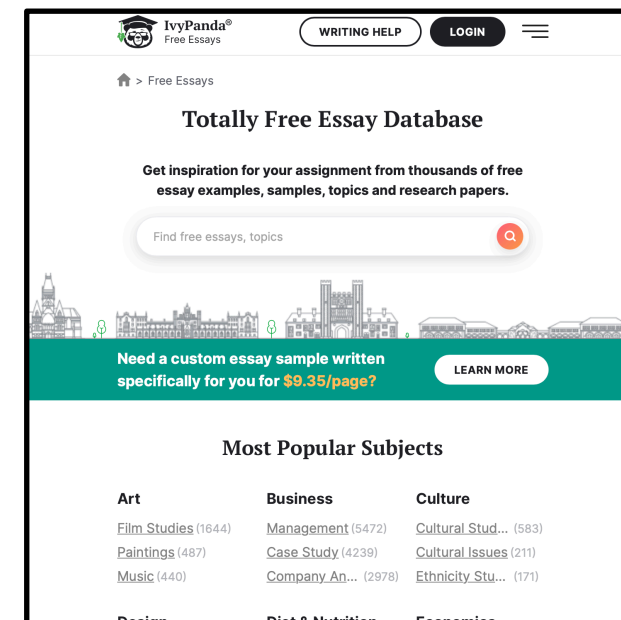 IvyPanda®
Free Essays
WRITING HELP
LOGIN
> Free Essays
Totally Free Essay Database
Get inspiration for your assignment from thousands of free
essay examples, samples, topics and research papers.
Find free essays, topics
Need a custom essay sample written
specifically for you for $9.35/page?
LEARN MORE
Most Popular Subjects
Art
Business
Culture
Film Studies (1644)
Management (5472)
Cultural Stud... (583)
Paintings (487)
Case Study (4239)
Cultural Issues (211)
Music (440)
Company An... (2978)
Ethnicity Stu... (171)
Design
Diet & Nutrition
Economics